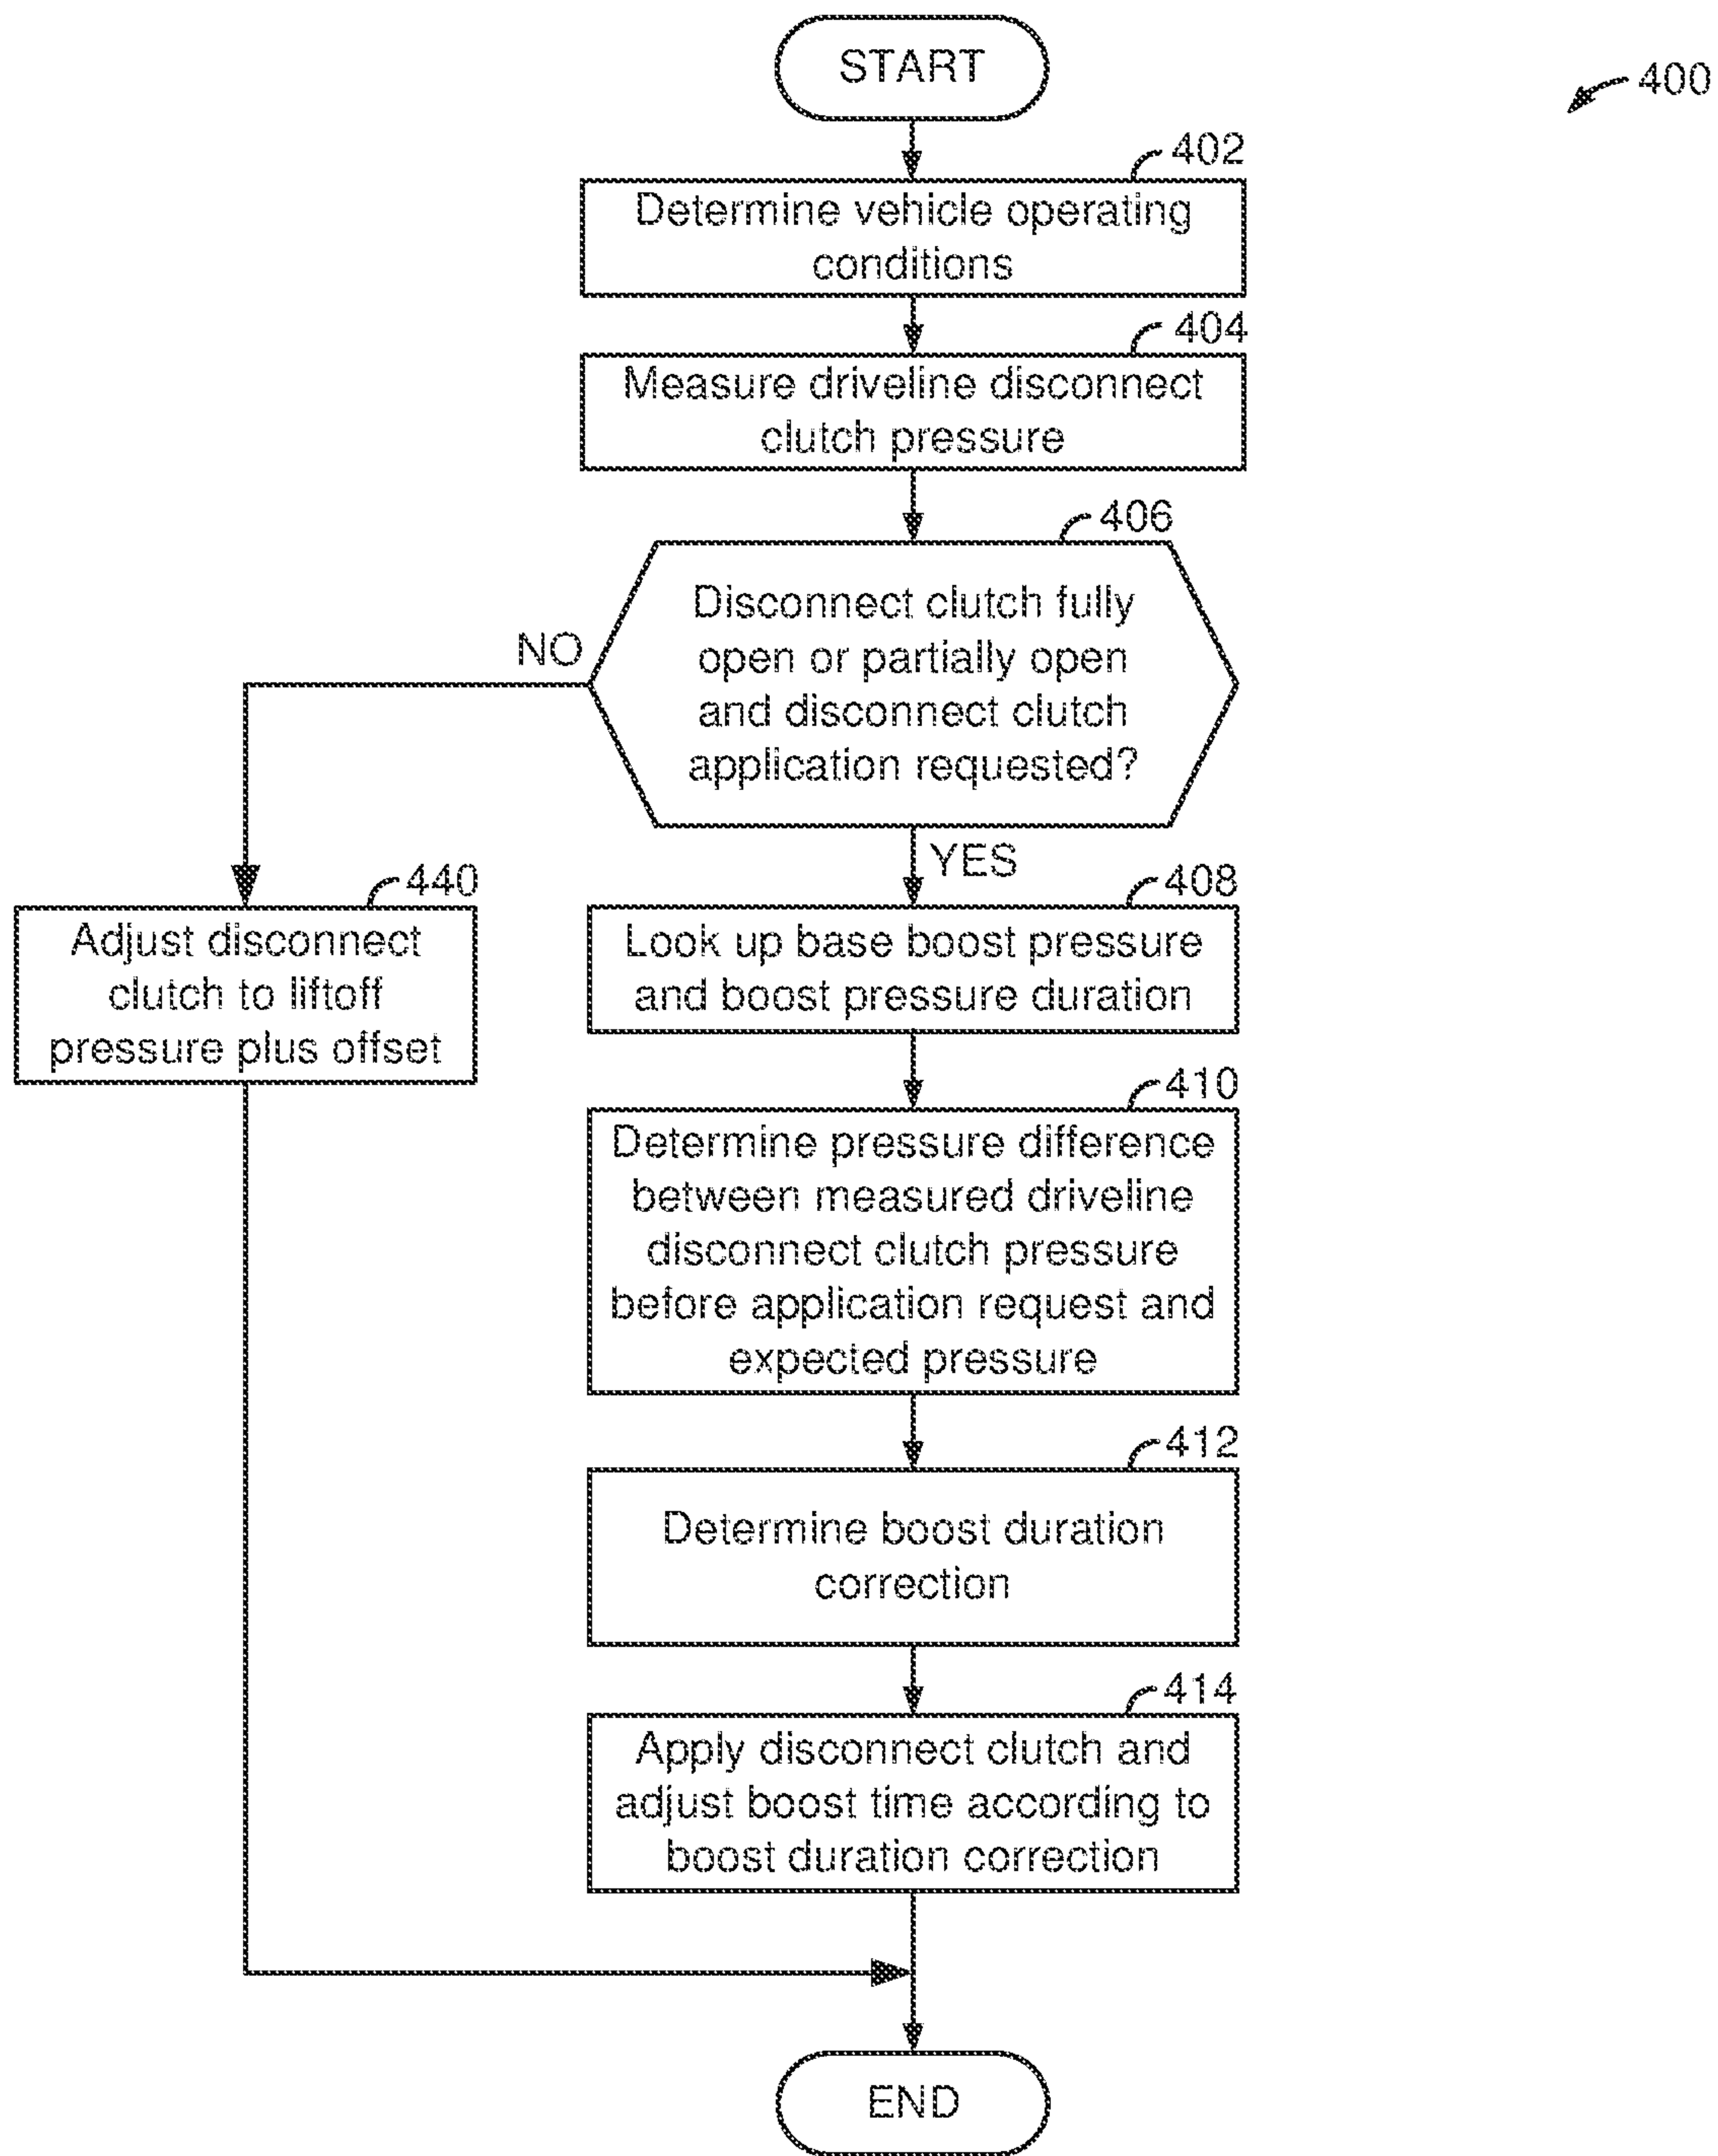 START
400
402
Determine vehicle operating
conditions
404
Measure driveline disconnect
clutch pressure
406
Disconnect clutch fully
open or partially open
and disconnect clutch
application requested?
NO
YES
440
Adjust disconnect
clutch to liftoff
pressure plus offset
408
Look up base boost pressure
and boost pressure duration
410
Determine pressure difference
between measured driveline
disconnect clutch pressure
before application request and
expected pressure
412
Determine boost duration
correction
414
Apply disconnect clutch and
adjust boost time according to
boost duration correction
END